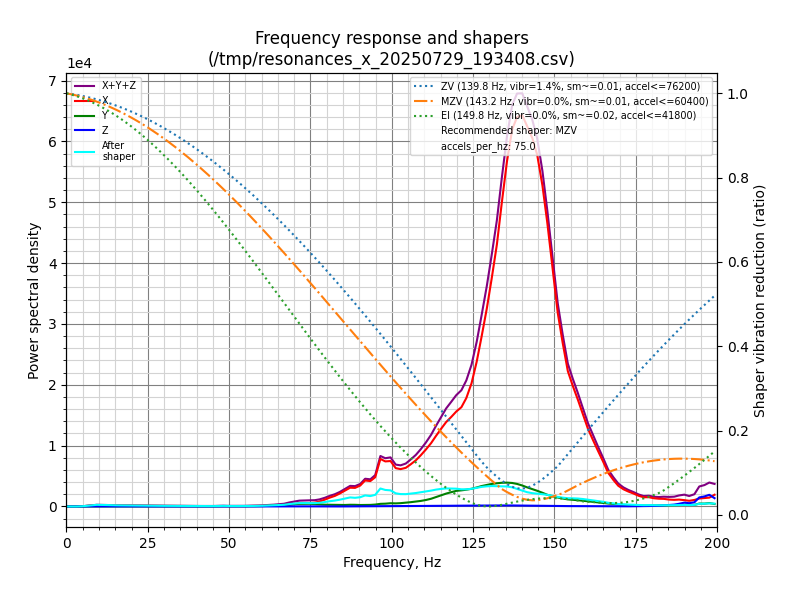 Frequency response and shapers
(/tmp/resonances_x_20250729_193408.csv)
1e4
X+Y+Z
X
Y
Z
After
shaper
ZV (139.8 Hz, vibr=1.4%, sm~=0.01, accel<=76200)
MZV (143.2 Hz, vibr=0.0%, sm~=0.01, accel<=60400)
EI (149.8 Hz, vibr=0.0%, sm~=0.02, accel<=41800)
Recommended shaper: MZV
accels_per_hz: 75.0
7
6
5
4
3
2
1
0
Power spectral density
1.0
0.8
0.6
0.4
0.2
0.0
Shaper vibration reduction (ratio)
0 25 50 75 100 125 150 175 200
Frequency, Hz